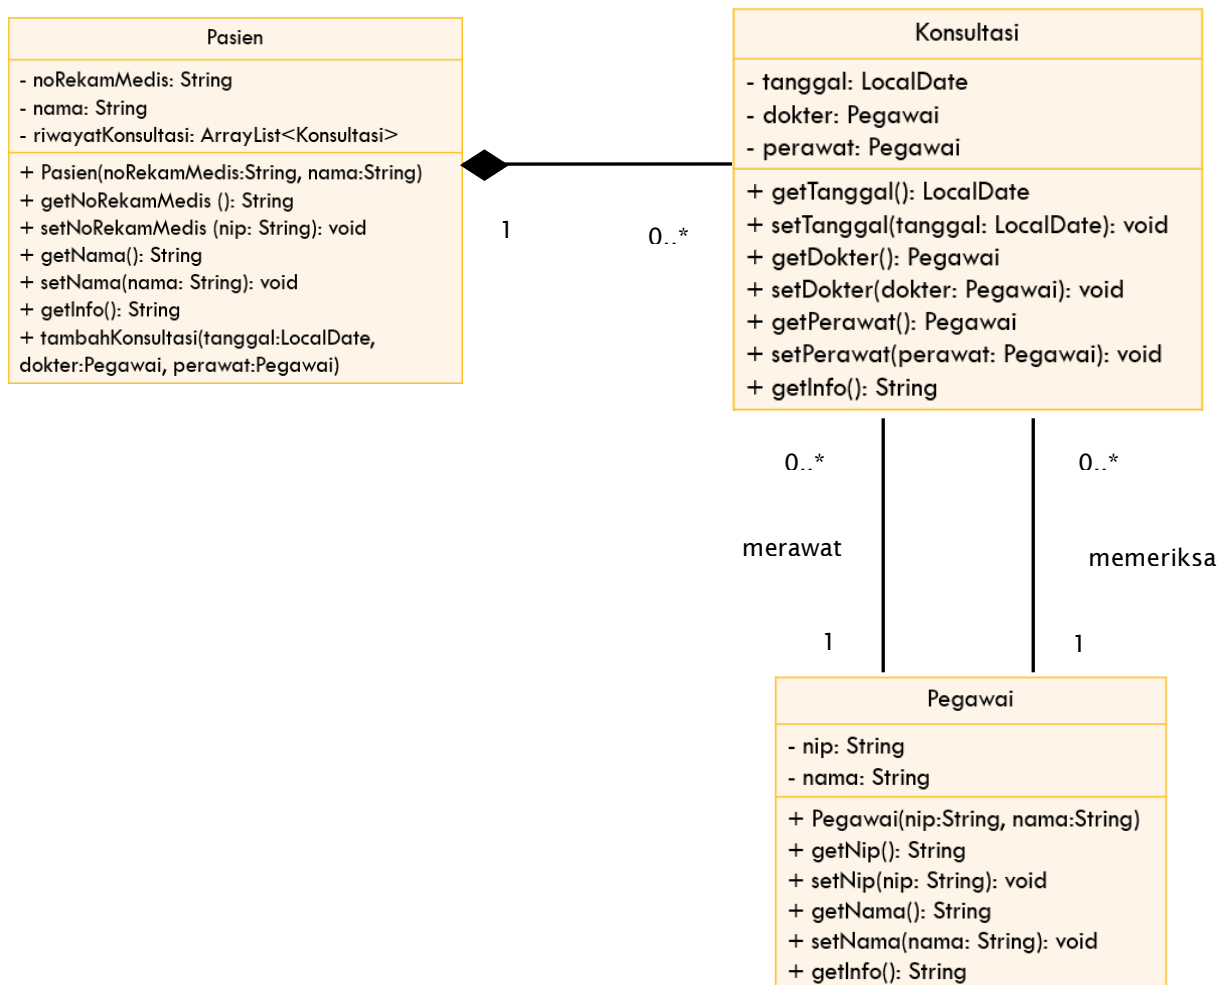 Pasien
- noRekamMedis: String
- nama: String
- riwayatKonsultasi: ArrayList<Konsultasi>
+ Pasien(noRekamMedis:String, nama:String)
+ getNoRekamMedis (): String
+ setNoRekamMedis (nip: String): void
+ getNama(): String
+ setNama(nama: String): void
+ getInfo(): String
+ tambahKonsultasi(tanggal:LocalDate,
dokter:Pegawai, perawat:Pegawai)
1
0..*
Konsultasi
- tanggal: LocalDate
- dokter: Pegawai
- perawat: Pegawai
+ getTanggal(): LocalDate
+ setTanggal(tanggal: LocalDate): void
+ getDokter(): Pegawai
+ setDokter(dokter: Pegawai): void
+ getPerawat(): Pegawai
+ setPerawat(perawat: Pegawai): void
+ getInfo(): String
0..*
0..*
merawat
memeriksa
1
1
Pegawai
- nip: String
- nama: String
+ Pegawai(nip:String, nama:String)
+ getNip(): String
+ setNip(nip: String): void
+ getNama(): String
+ setNama(nama: String): void
+ getInfo(): String